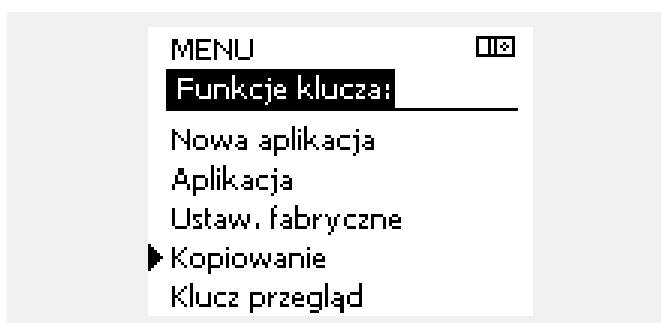 MENU
Funkcje klucza:
Nowa aplikacja
Aplikacja
Ustaw. fabryczne
Kopiowanie
Klucz przegląd